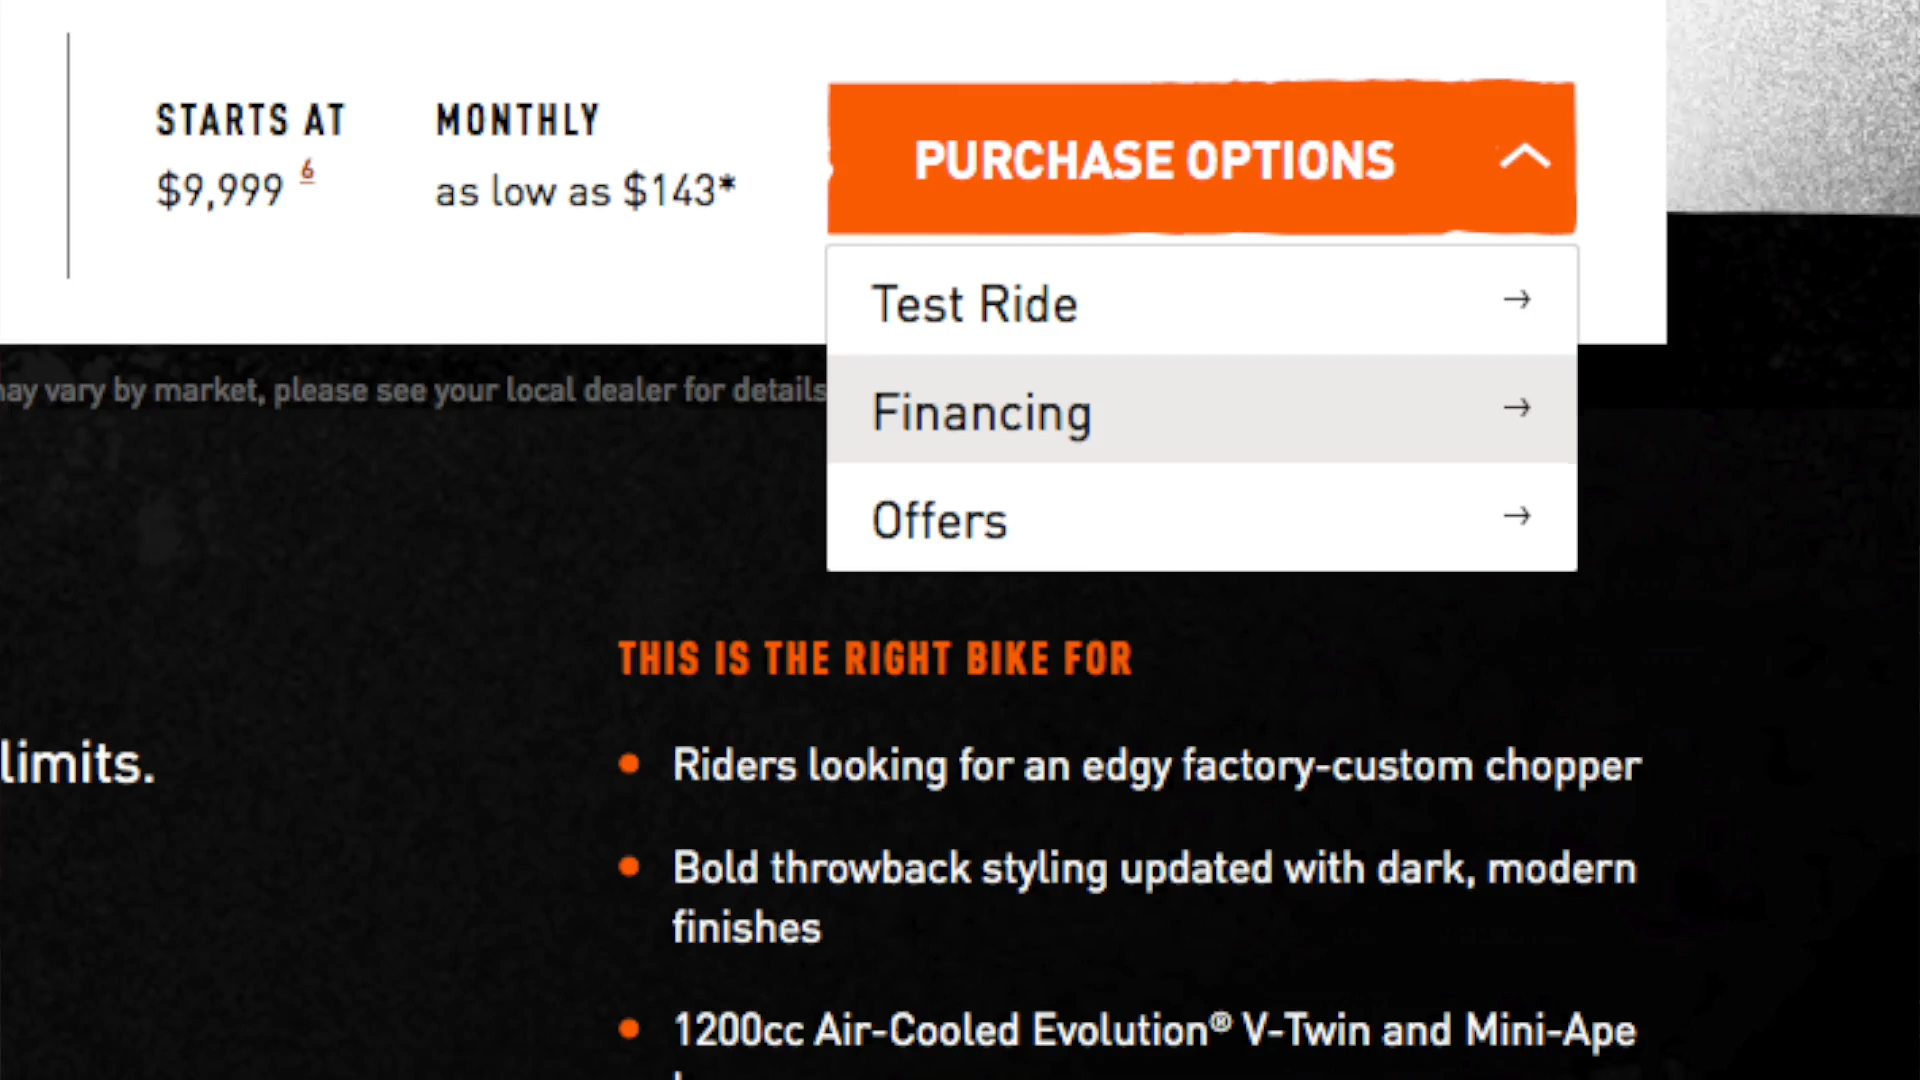 STARTS AT
$9,999 6
MONTHLY
as low as $143*
PURCHASE OPTIONS
Test Ride
Financing
Offers
may vary by market, please see your local dealer for details
THIS IS THE RIGHT BIKE FOR
limits.
Riders looking for an edgy factory-custom chopper
Bold throwback styling updated with dark, modern
finishes
1200cc Air-Cooled Evolution® V-Twin and Mini-Ape